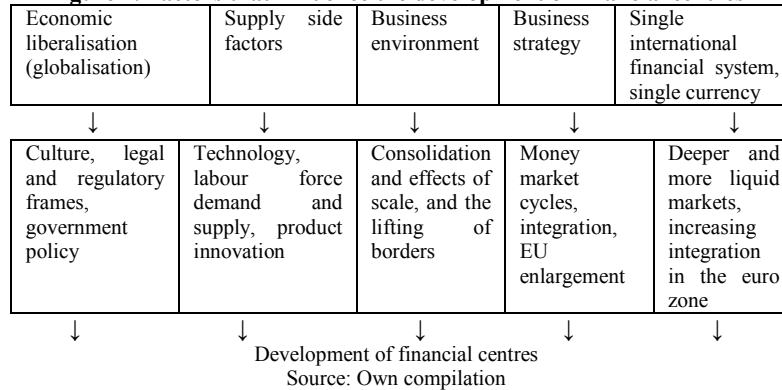 Economic
liberalisation
(globalisation)
Supply side
factors
Business
environment
Business
strategy
Single
international
financial system,
single currency
↓ ↓ ↓ ↓ ↓
Culture, legal
and regulatory
frames,
government
policy
Technology,
labour force
demand and
supply, product
innovation
Consolidation
and effects of
scale, and the
lifting of
borders
Money
market
cycles,
integration,
EU
enlargement
Deeper and
more liquid
markets,
increasing
integration
in the euro
zone
↓ ↓ ↓ ↓ ↓
Development of financial centres
Source: Own compilation